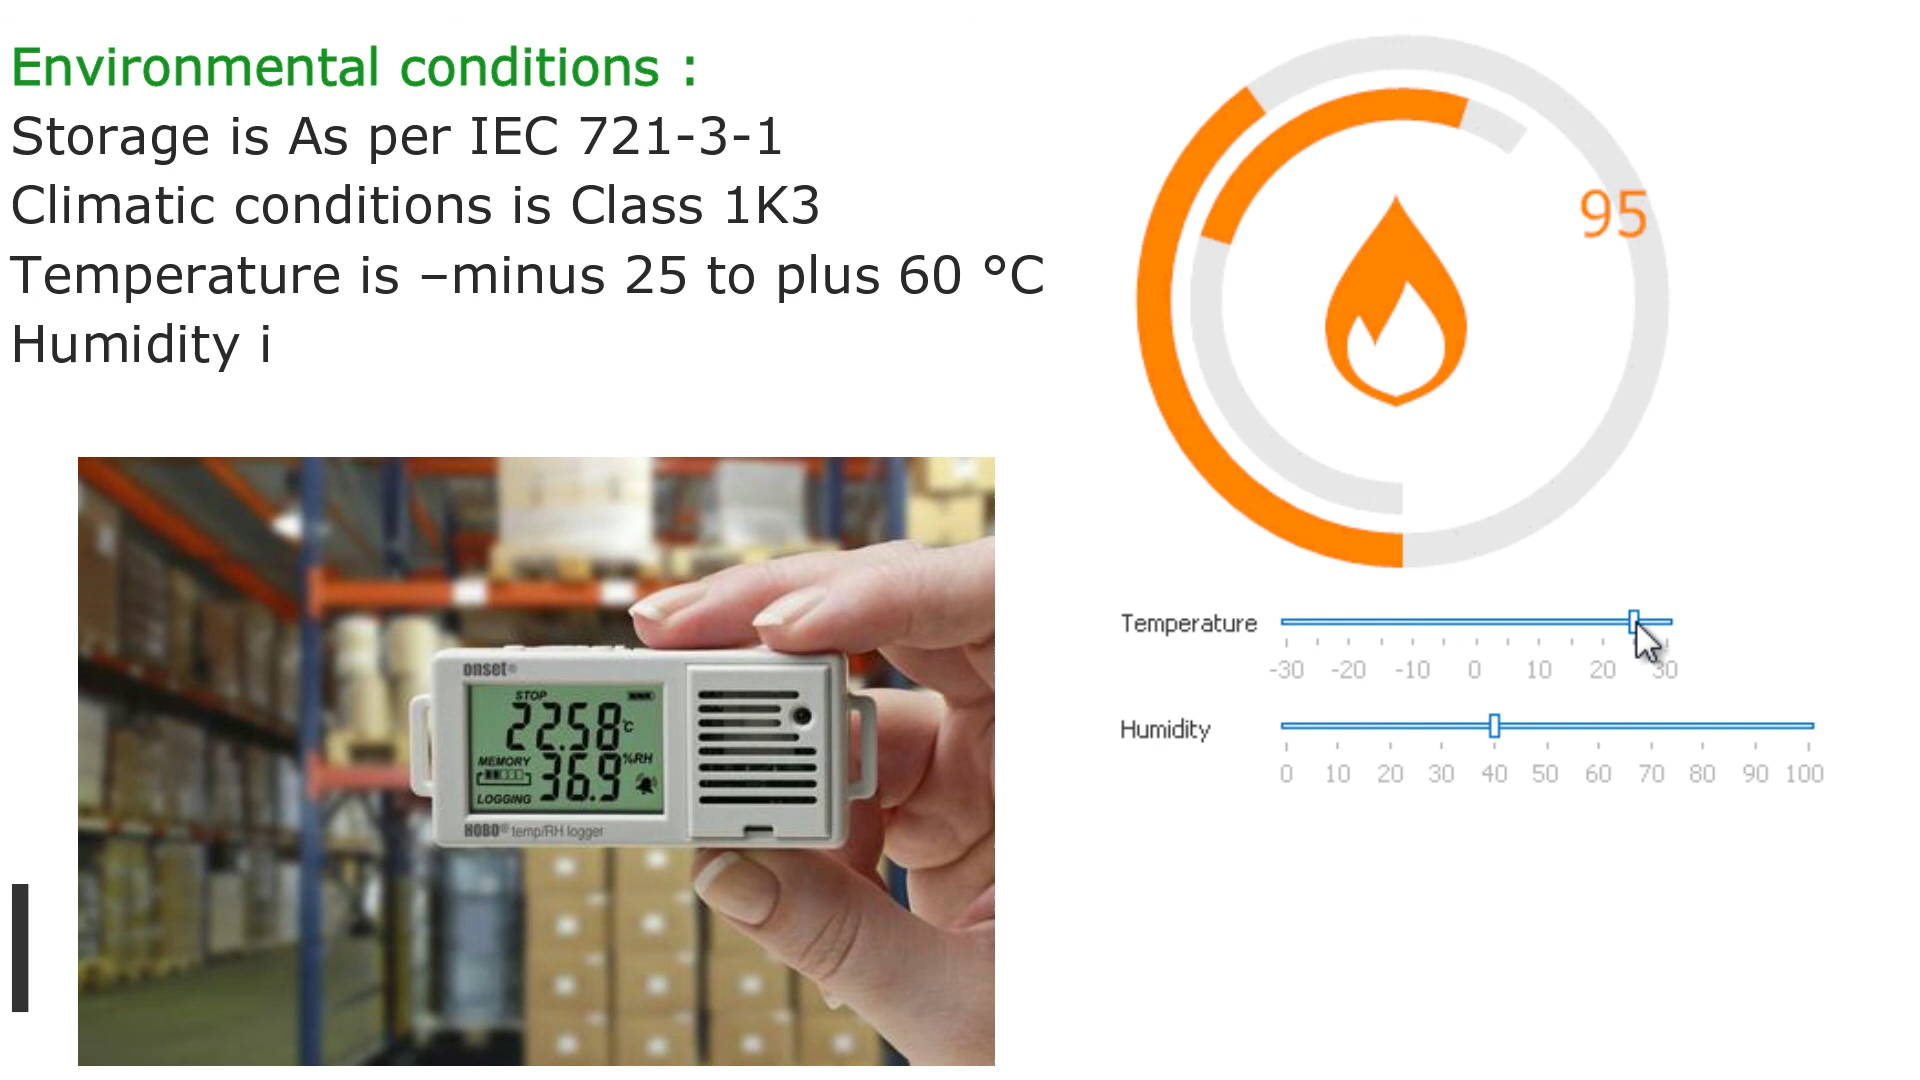 Environmental conditions :
Storage is As per IEC 721-3-1
Climatic conditions is Class 1K3
Temperature is –minus 25 to plus 60 °C
Humidity i
95
Temperature
-30 -20 -10 0 10 20 30
Humidity
0 10 20 30 40 50 60 70 80 90 100
onset®
STOP
22.58 °C
MEMORY
36.9 %RH
LOGGING
HOBO® temp/RH logger